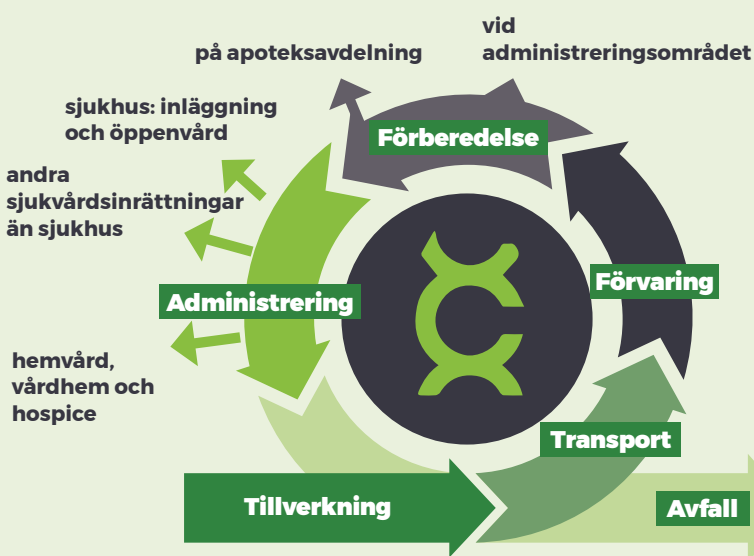 vid
administreringsområdet
på apoteksavdelning
sjukhus: inläggning
och öppenvård
Förberedelse
andra
sjukvårdsinrättningar
än sjukhus
Förvaring
Administrering
hemvård,
vårdhem och
hospice
Transport
Tillverkning
Avfall